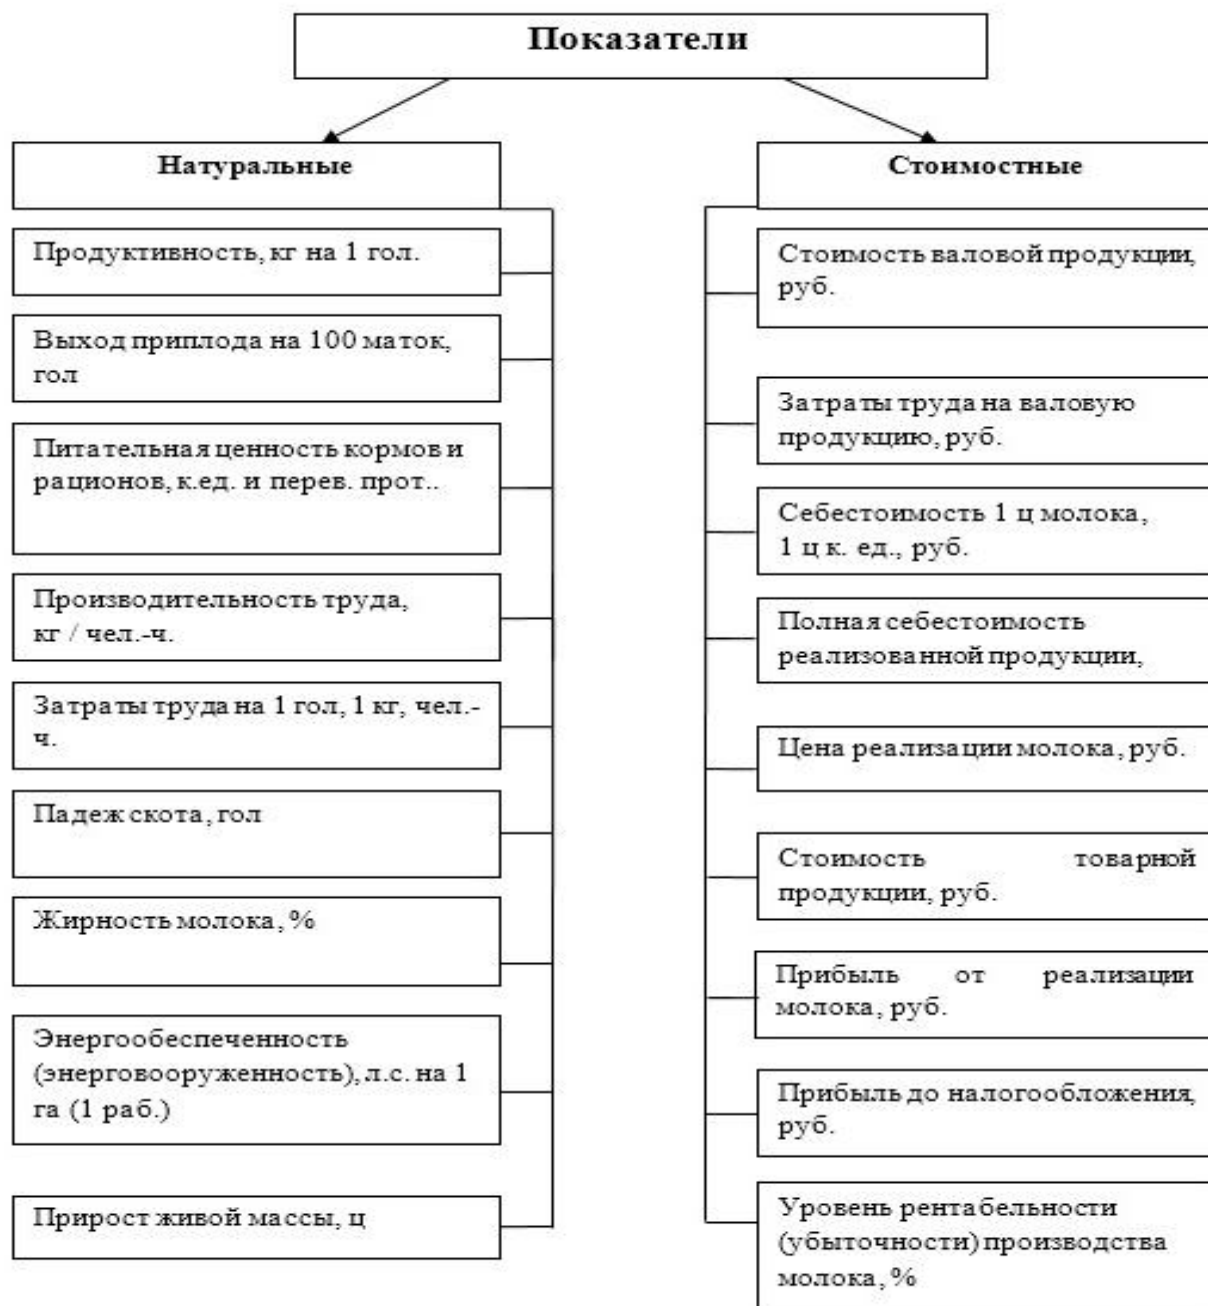 Показатели
Натуральные
Продуктивность, кг на 1 гол.
Выход приплода на 100 маток,
гол
Питательная ценность кормов и
рационов, к.ед. и перев. прот..
Производительность труда,
кг / чел.-ч.
Затраты труда на 1 гол, 1 кг, чел.-
ч.
Падеж скота, гол
Жирность молока, %
Энергообеспеченность
(энерговооруженность), л.с. на 1
га (1 раб.)
Прирост живой массы, ц
Стоимостные
Стоимость валовой продукции,
руб.
Затраты труда на валовую
продукцию, руб.
Себестоимость 1 ц молока,
1 ц к. ед., руб.
Полная себестоимость
реализованной продукции,
Цена реализации молока, руб.
Стоимость товарной
продукции, руб.
Прибыль от реализации
молока, руб.
Прибыль до налогообложения,
руб.
Уровень рентабельности
(убыточности) производства
молока, %